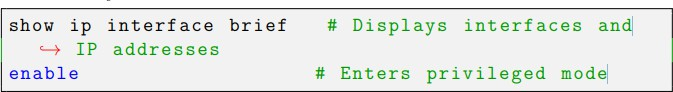 show ip interface brief   # Displays interfaces and
↪ IP addresses
enable                    # Enters privileged mode